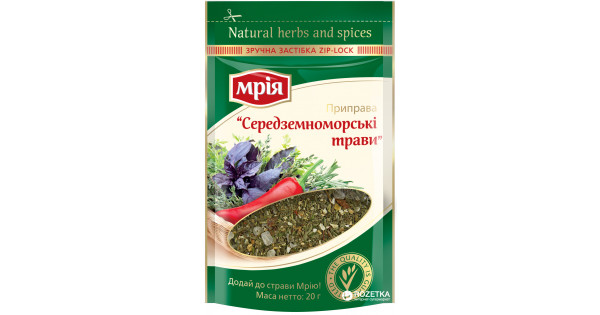 Natural herbs and spices
ЗРУЧНА ЗАСТІБКА ZIP-LOCK
мрія
Приправа
"Середземноморські
трави"
THE QUALITY IS
Додай до страви Мрію!
Маса нетто: 20 г
ROZETKA